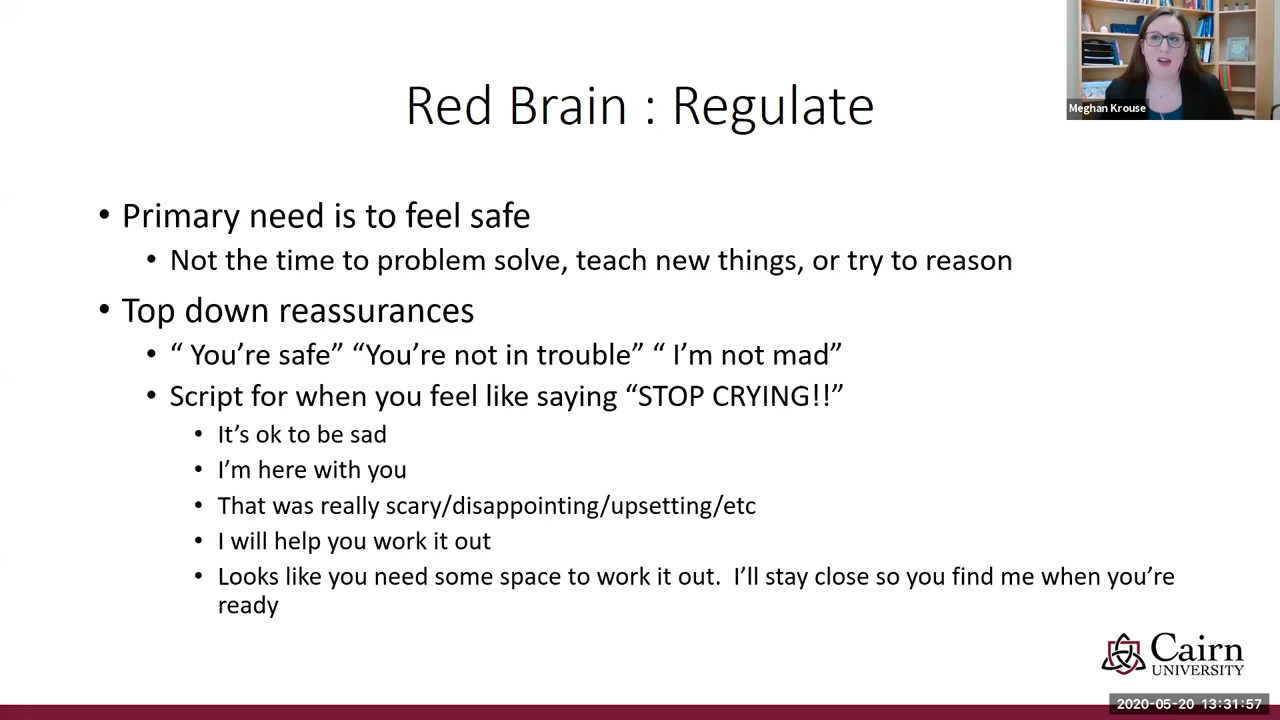 Meghan Krouse
Red Brain : Regulate
• Primary need is to feel safe
• Not the time to problem solve, teach new things, or try to reason
• Top down reassurances
• “ You’re safe” “You’re not in trouble” “ I’m not mad”
• Script for when you feel like saying “STOP CRYING!!”
• It’s ok to be sad
• I’m here with you
• That was really scary/disappointing/upsetting/etc
• I will help you work it out
• Looks like you need some space to work it out.  I’ll stay close so you find me when you’re
ready
Cairn
UNIVERSITY
2020-05-20 13:31:57